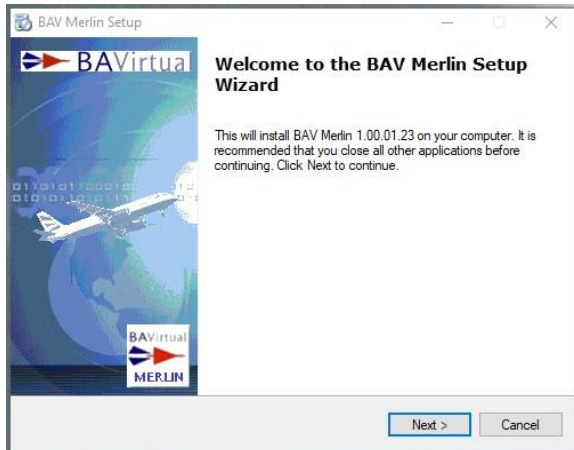 BAV Merlin Setup
BAVirtual
Welcome to the BAV Merlin Setup
Wizard
This will install BAV Merlin 1.00.01.23 on your computer. It is
recommended that you close all other applications before
continuing. Click Next to continue.
BAVirtual
MERLIN
Next >
Cancel